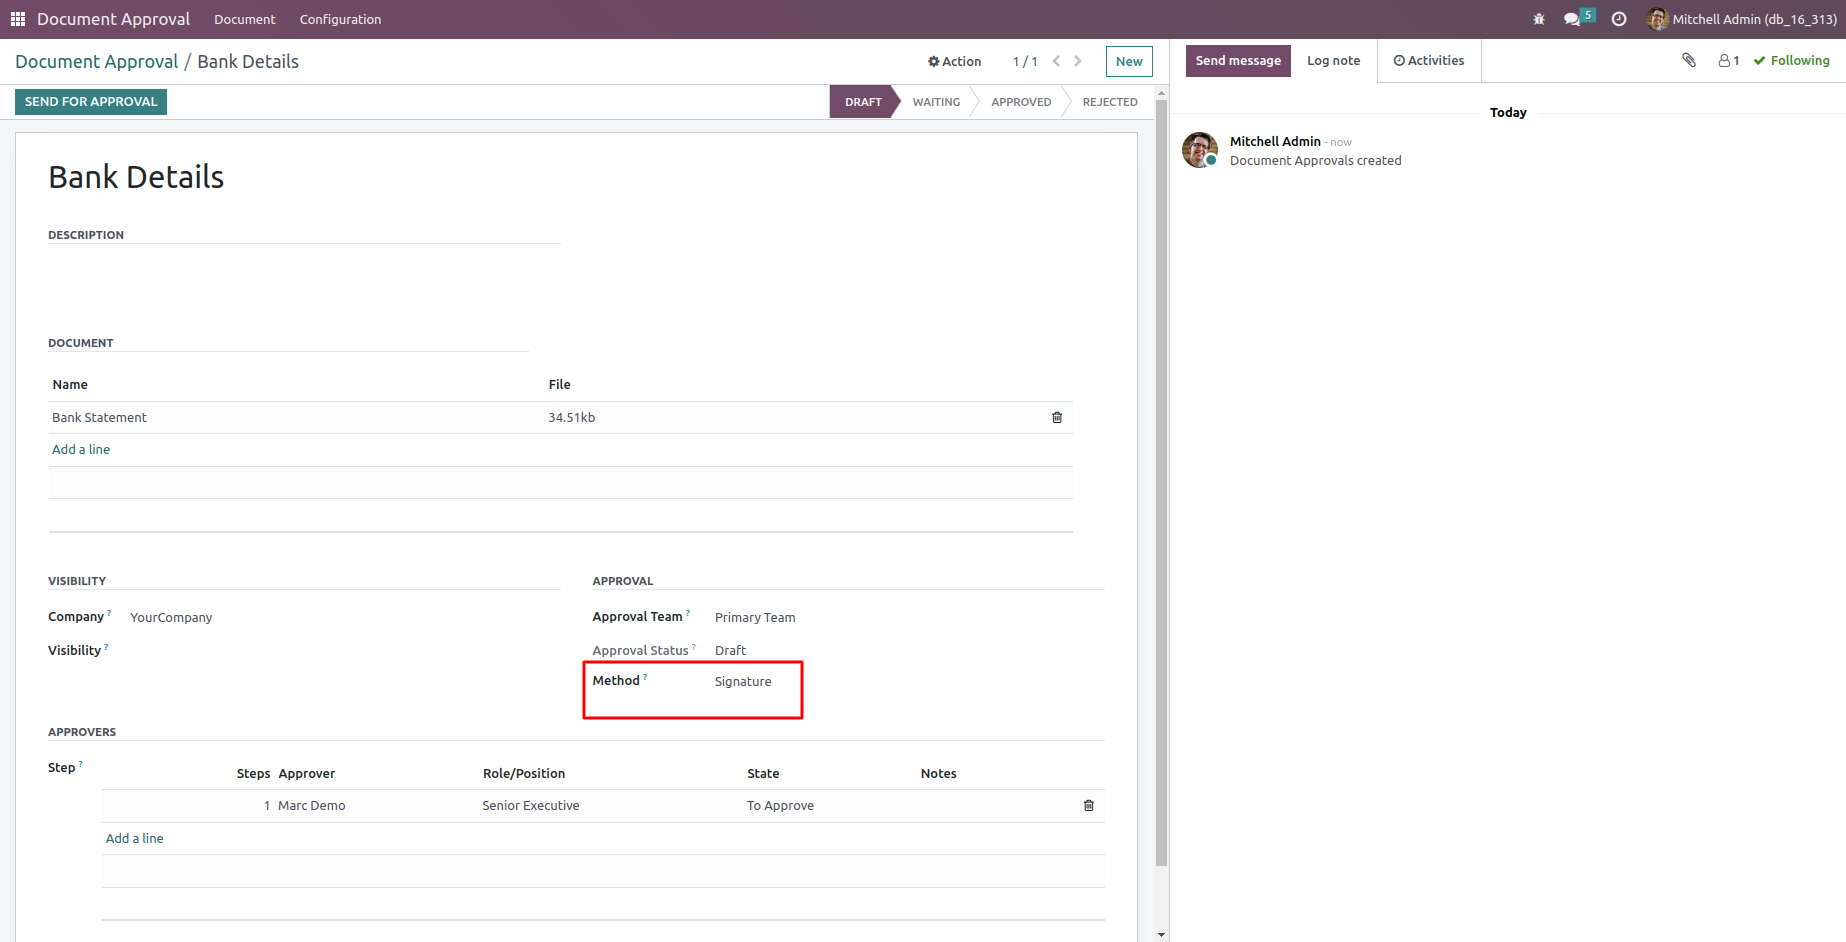 Document Approval Document Configuration 5 Mitchell Admin (db_16_313)
Document Approval / Bank Details Action 1 / 1 New
Send message Log note Activities 1 Following
SEND FOR APPROVAL DRAFT WAITING APPROVED REJECTED
Today
Mitchell Admin - now
Document Approvals created
Bank Details
DESCRIPTION
DOCUMENT
Name File
Bank Statement 34.51kb
Add a line
VISIBILITY
Company ? YourCompany
Visibility ?
APPROVAL
Approval Team ? Primary Team
Approval Status ? Draft
Method ? Signature
APPROVERS
Step ?
Steps Approver Role/Position State Notes
1 Marc Demo Senior Executive To Approve
Add a line